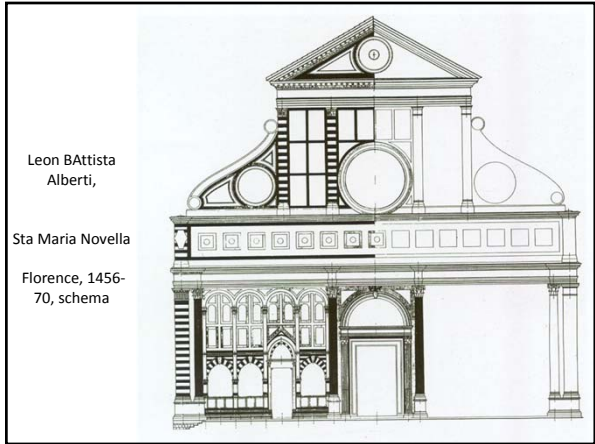 Leon BAttista
Alberti,
Sta Maria Novella
Florence, 1456-
70, schema